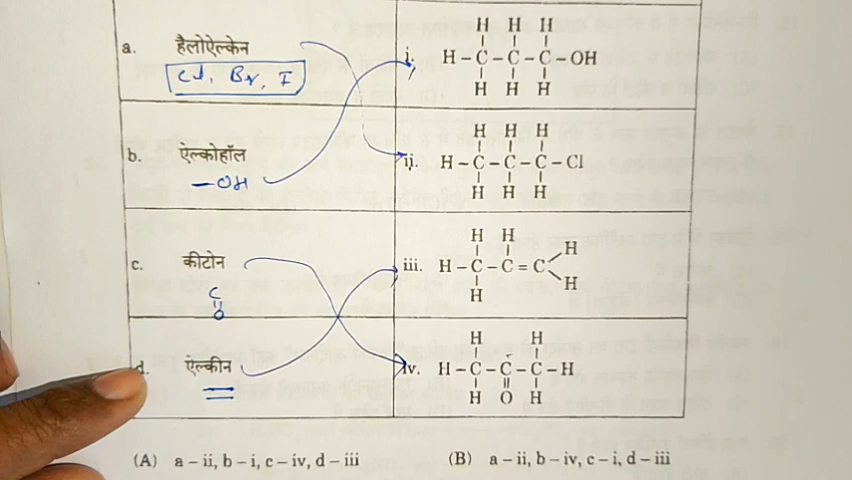 a. हैलोऐल्केन
Cl, Br, I
i. H H H
H – C – C – C – OH
H H H
b. ऐल्कोहॉल
– OH
ii. H H H
H – C – C – C – Cl
H H H
c. कीटोन
C
=
O
iii. H H
H – C – C = C
H
H
H
d. ऐल्कीन
=
iv. H H
H – C – C – C – H
H O H
(A) a – ii, b – i, c – iv, d – iii
(B) a – ii, b – iv, c – i, d – iii